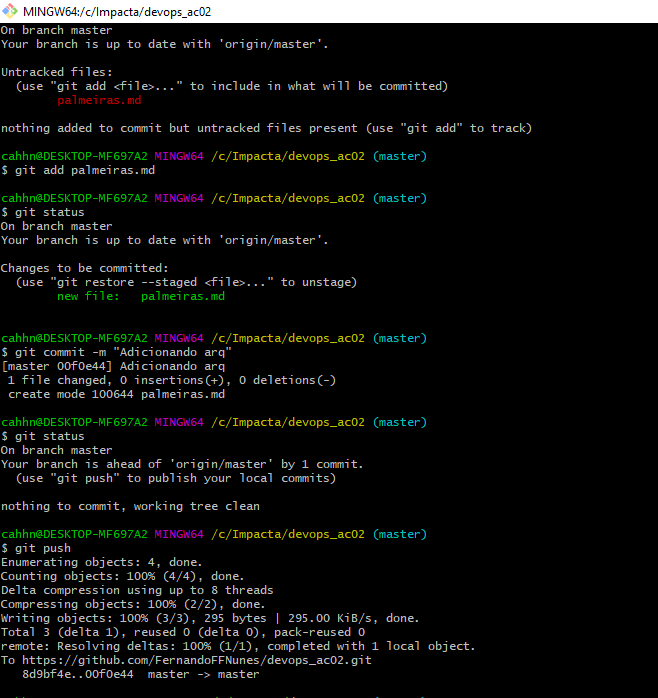 MINGW64:/c/Impacta/devops_ac02
On branch master
Your branch is up to date with 'origin/master'.
Untracked files:
(use "git add <file>..." to include in what will be committed)
palmeiras.md
nothing added to commit but untracked files present (use "git add" to track)
cahhn@DESKTOP-MF697A2 MINGW64 /c/Impacta/devops_ac02 (master)
$ git add palmeiras.md
cahhn@DESKTOP-MF697A2 MINGW64 /c/Impacta/devops_ac02 (master)
$ git status
On branch master
Your branch is up to date with 'origin/master'.
Changes to be committed:
(use "git restore --staged <file>..." to unstage)
new file:   palmeiras.md
cahhn@DESKTOP-MF697A2 MINGW64 /c/Impacta/devops_ac02 (master)
$ git commit -m "Adicionando arq"
[master 00f0e44] Adicionando arq
1 file changed, 0 insertions(+), 0 deletions(-)
create mode 100644 palmeiras.md
cahhn@DESKTOP-MF697A2 MINGW64 /c/Impacta/devops_ac02 (master)
$ git status
On branch master
Your branch is ahead of 'origin/master' by 1 commit.
(use "git push" to publish your local commits)
nothing to commit, working tree clean
cahhn@DESKTOP-MF697A2 MINGW64 /c/Impacta/devops_ac02 (master)
$ git push
Enumerating objects: 4, done.
Counting objects: 100% (4/4), done.
Delta compression using up to 8 threads
Compressing objects: 100% (2/2), done.
Writing objects: 100% (3/3), 295 bytes | 295.00 KiB/s, done.
Total 3 (delta 1), reused 0 (delta 0), pack-reused 0
remote: Resolving deltas: 100% (1/1), completed with 1 local object.
To https://github.com/FernandoFFNunes/devops_ac02.git
8d9bf4e..00f0e44  master -> master